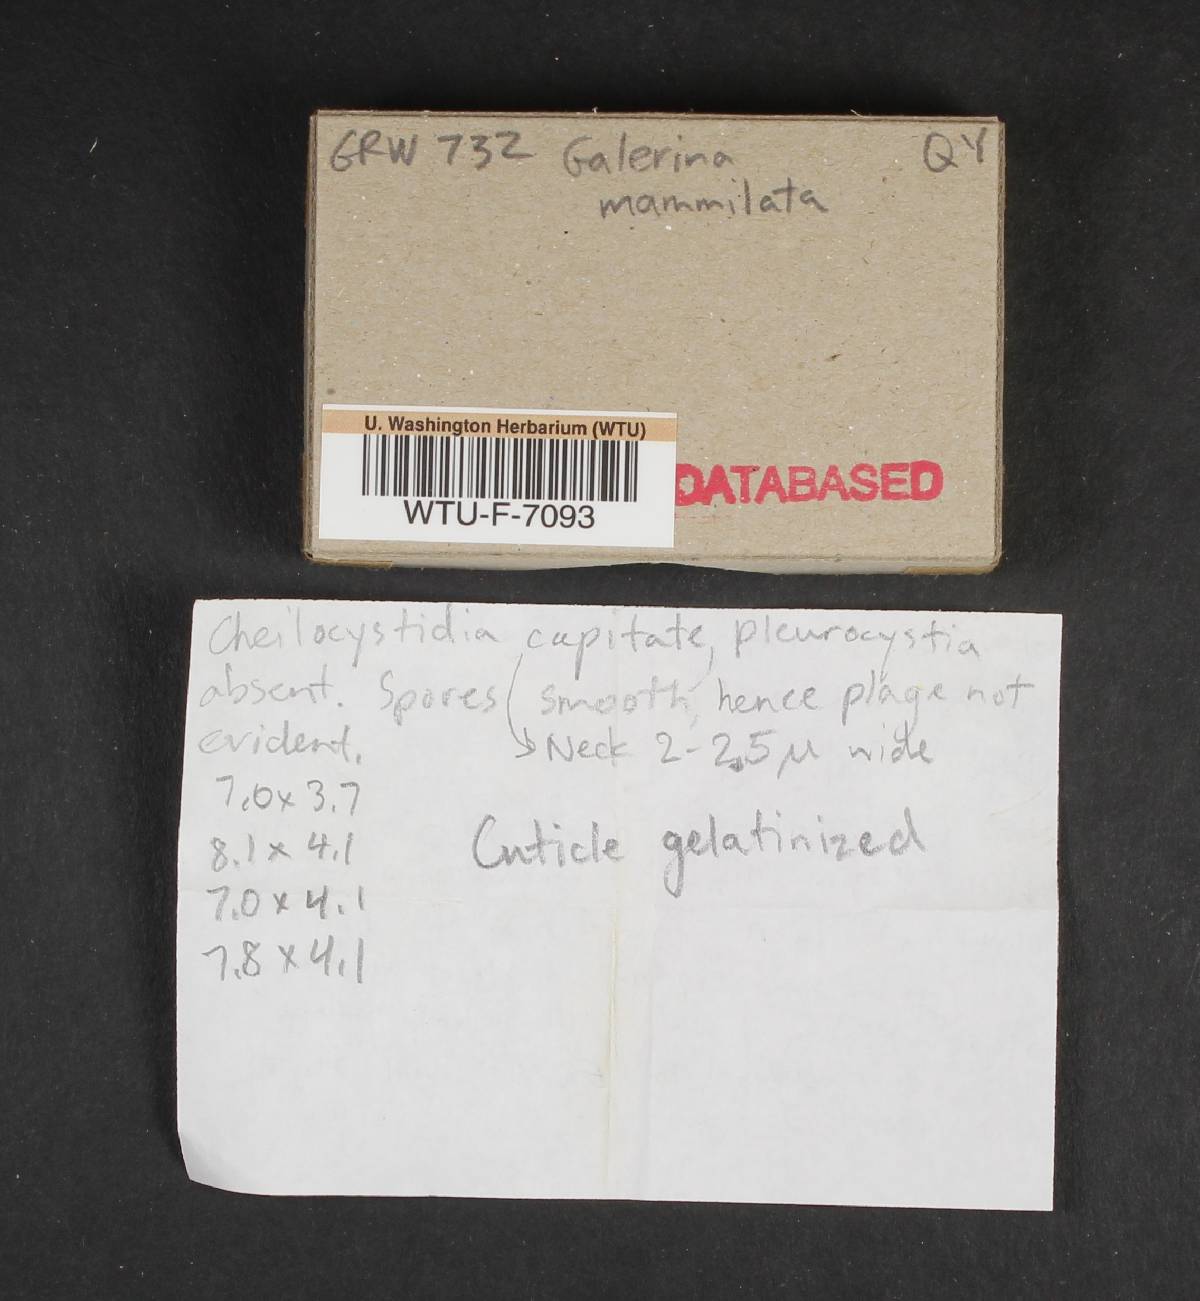 GRW 732 Galerina QY
mammilata
U. Washington Herbarium (WTU)
WTU-F-7093
DATABASED
Cheilocystidia capitate, pleurocystia
absent. Spores smooth, hence plage not
evident.
→ Neck 2-2.5 µ wide
7.0 x 3.7
8.1 x 4.1
7.0 x 4.1
7.8 x 4.1
Cuticle gelatinized